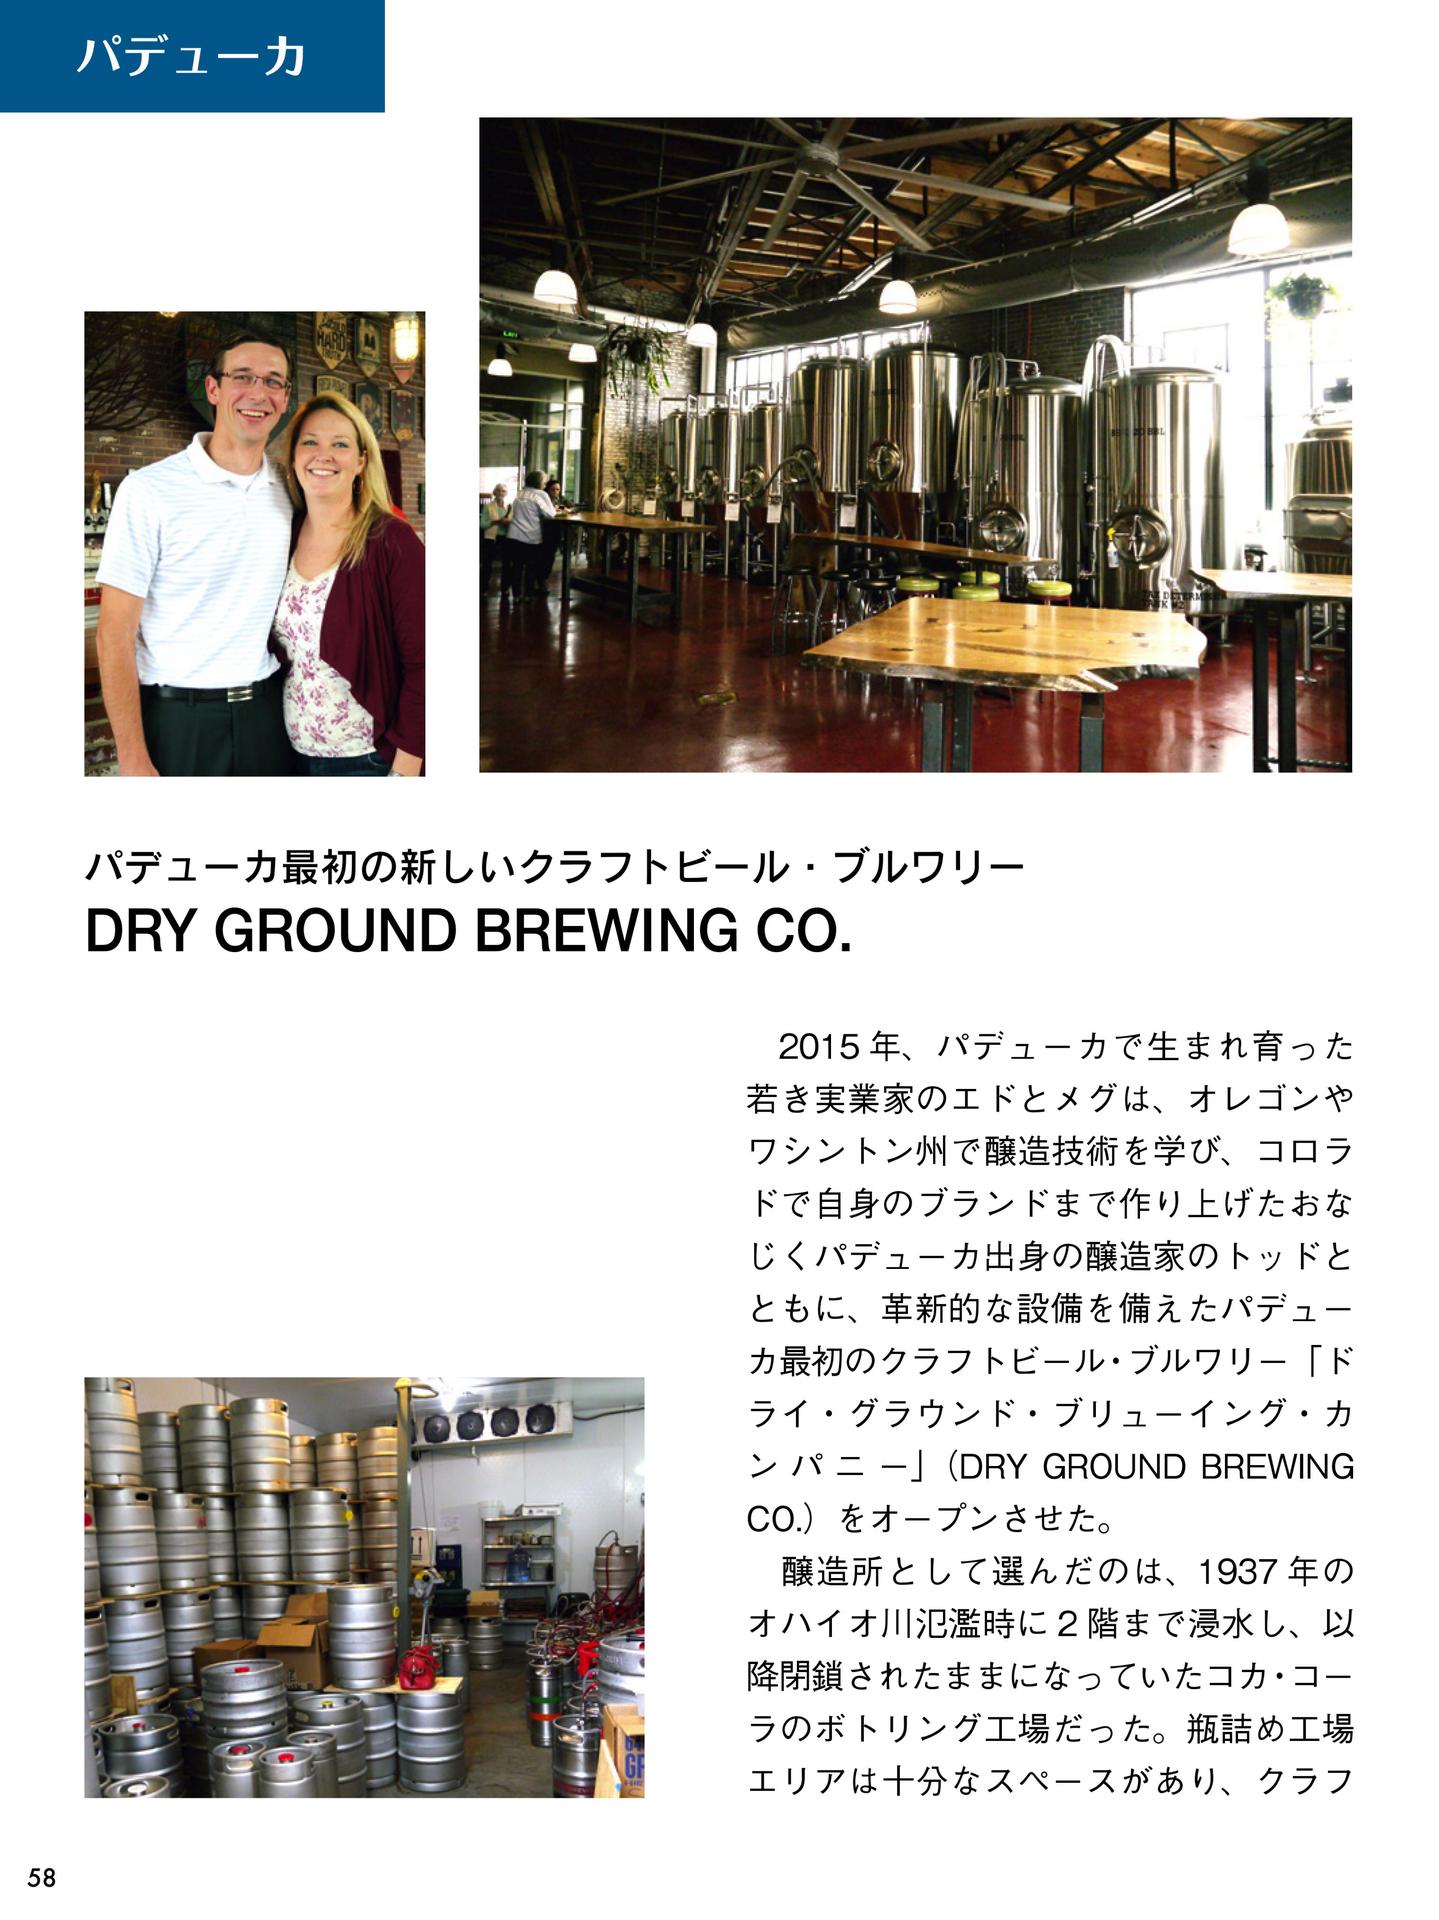 パデューカ
パデューカ最初の新しいクラフトビール・ブルワリー
DRY GROUND BREWING CO.
2015年、パデューカで生まれ育った
若き実業家のエドとメグは、オレゴンや
ワシントン州で醸造技術を学び、コロラ
ドで自身のブランドまで作り上げたおな
じくパデューカ出身の醸造家のトッドと
ともに、革新的な設備を備えたパデュー
カ最初のクラフトビール・ブルワリー「ド
ライ・グラウンド・ブリューイング・カ
ンパニー」（DRY GROUND BREWING
CO.）をオープンさせた。
醸造所として選んだのは、1937年の
オハイオ川氾濫時に2階まで浸水し、以
降閉鎖されたままになっていたコカ・コー
ラのボトリング工場だった。瓶詰め工場
エリアは十分なスペースがあり、クラフ
58